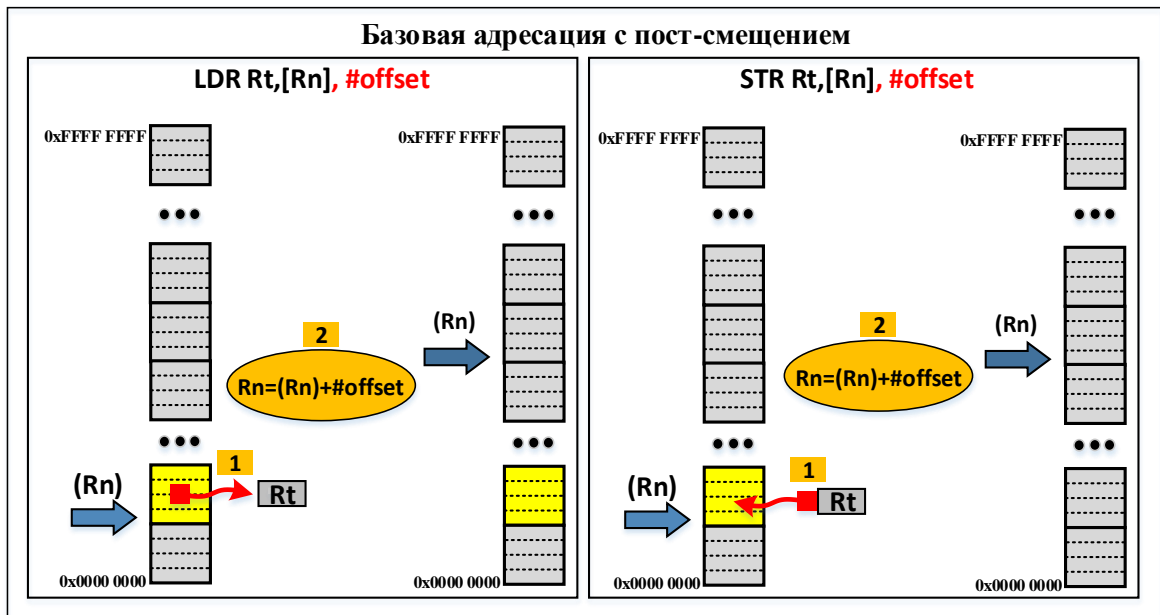 Базовая адресация с пост-смещением
LDR Rt,[Rn], #offset
0xFFFF FFFF
0xFFFF FFFF
•••
•••
(Rn)
2
Rn=(Rn)+#offset
•••
•••
1
(Rn)
Rt
0x0000 0000
0x0000 0000
STR Rt,[Rn], #offset
0xFFFF FFFF
0xFFFF FFFF
•••
•••
2
(Rn)
Rn=(Rn)+#offset
•••
•••
1
(Rn)
Rt
0x0000 0000
0x0000 0000